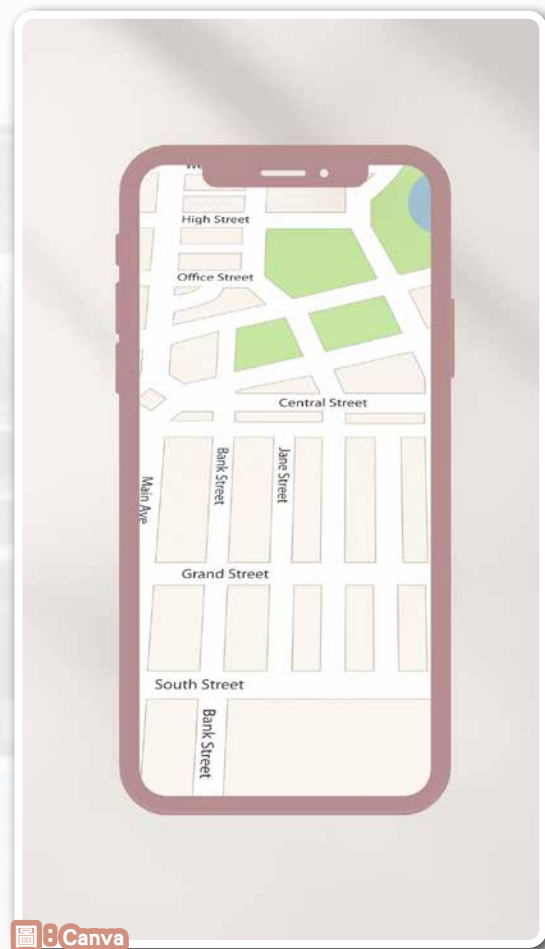 High Street
Office Street
Central Street
Bank Street
Jane Street
Main Ave
Grand Street
South Street
Bank Street
圖:Canva